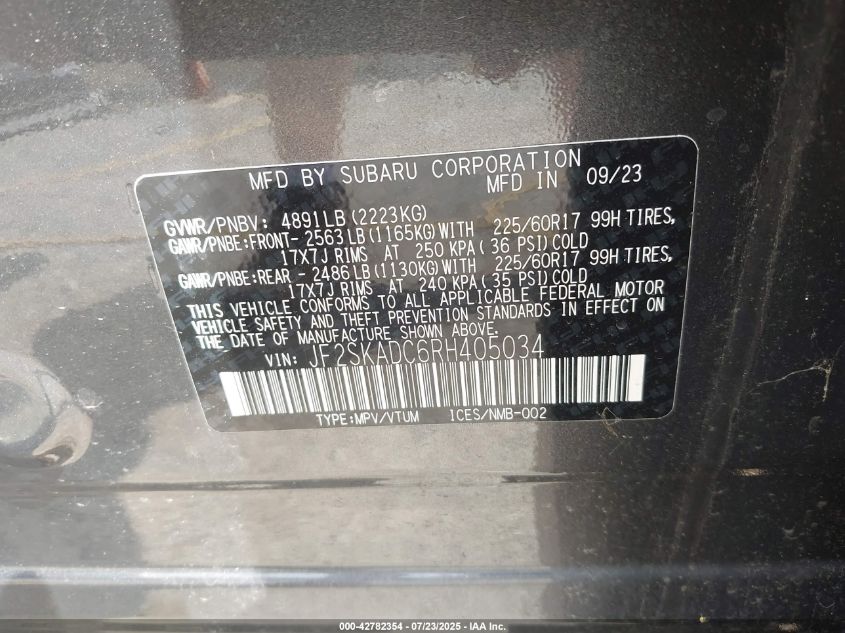 MFD BY SUBARU CORPORATION
MFD IN 09/23
GVWR/PNBV: 4891LB (2223KG)
GAWR/PNBE:FRONT- 2563LB (1165KG) WITH 225/60R17 99H TIRES,
17X7J RIMS AT 250 KPA ( 36 PSI) COLD
GAWR/PNBE:REAR - 2486LB (1130KG) WITH 225/60R17 99H TIRES,
17X7J RIMS AT 240 KPA ( 35 PSI) COLD
THIS VEHICLE CONFORMS TO ALL APPLICABLE FEDERAL MOTOR
VEHICLE SAFETY AND THEFT PREVENTION STANDARDS IN EFFECT ON
THE DATE OF MANUFACTURE SHOWN ABOVE.
VIN: JF2SKADC6RH405034
TYPE:MPV/VTUM ICES/NMB-002
000-42782354 - 07/23/2025 - IAA Inc.